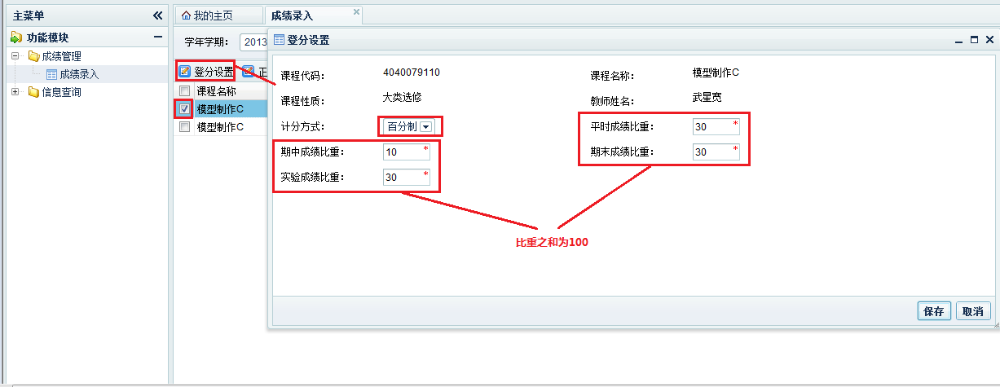 主菜单
功能模块
成绩管理
成绩录入
信息查询
我的主页
成绩录入
学年学期： 2013
登分设置 正
课程名称
模型制作C
模型制作C
登分设置
课程代码： 4040079110
课程名称： 模型制作C
课程性质： 大类选修
教师姓名： 武星宽
计分方式： 百分制
平时成绩比重： 30 *
期中成绩比重： 10 *
期末成绩比重： 30 *
实验成绩比重： 30 *
比重之和为100
保存 取消